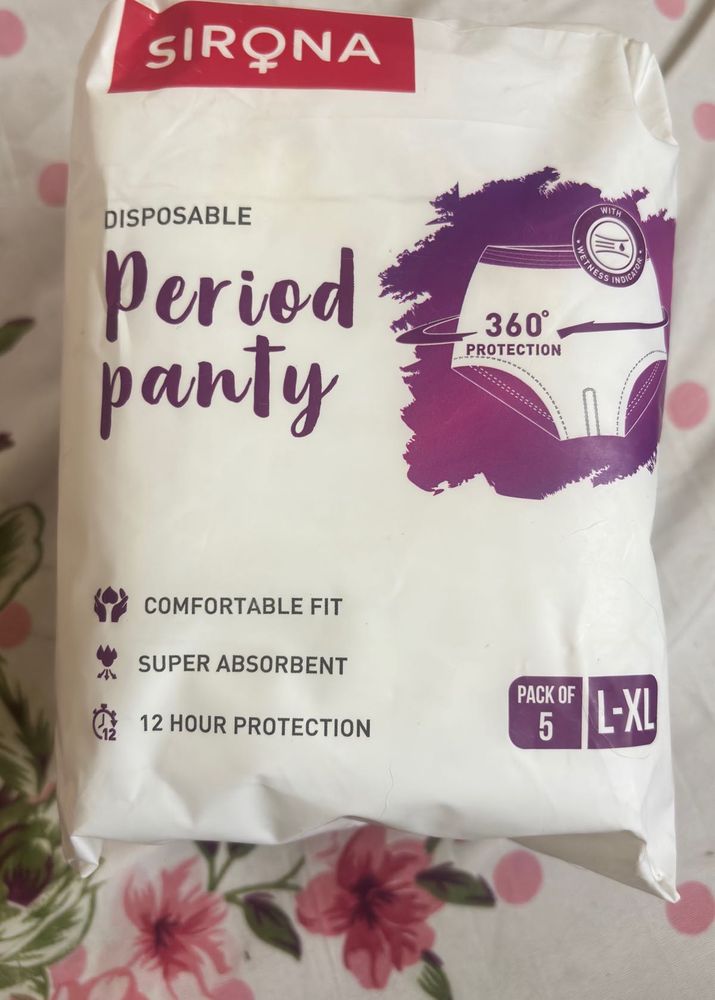 SIRONA
DISPOSABLE
Period
panty
WITH
WETNESS INDICATOR
360°
PROTECTION
COMFORTABLE FIT
SUPER ABSORBENT
12
12 HOUR PROTECTION
PACK OF
5
L-XL